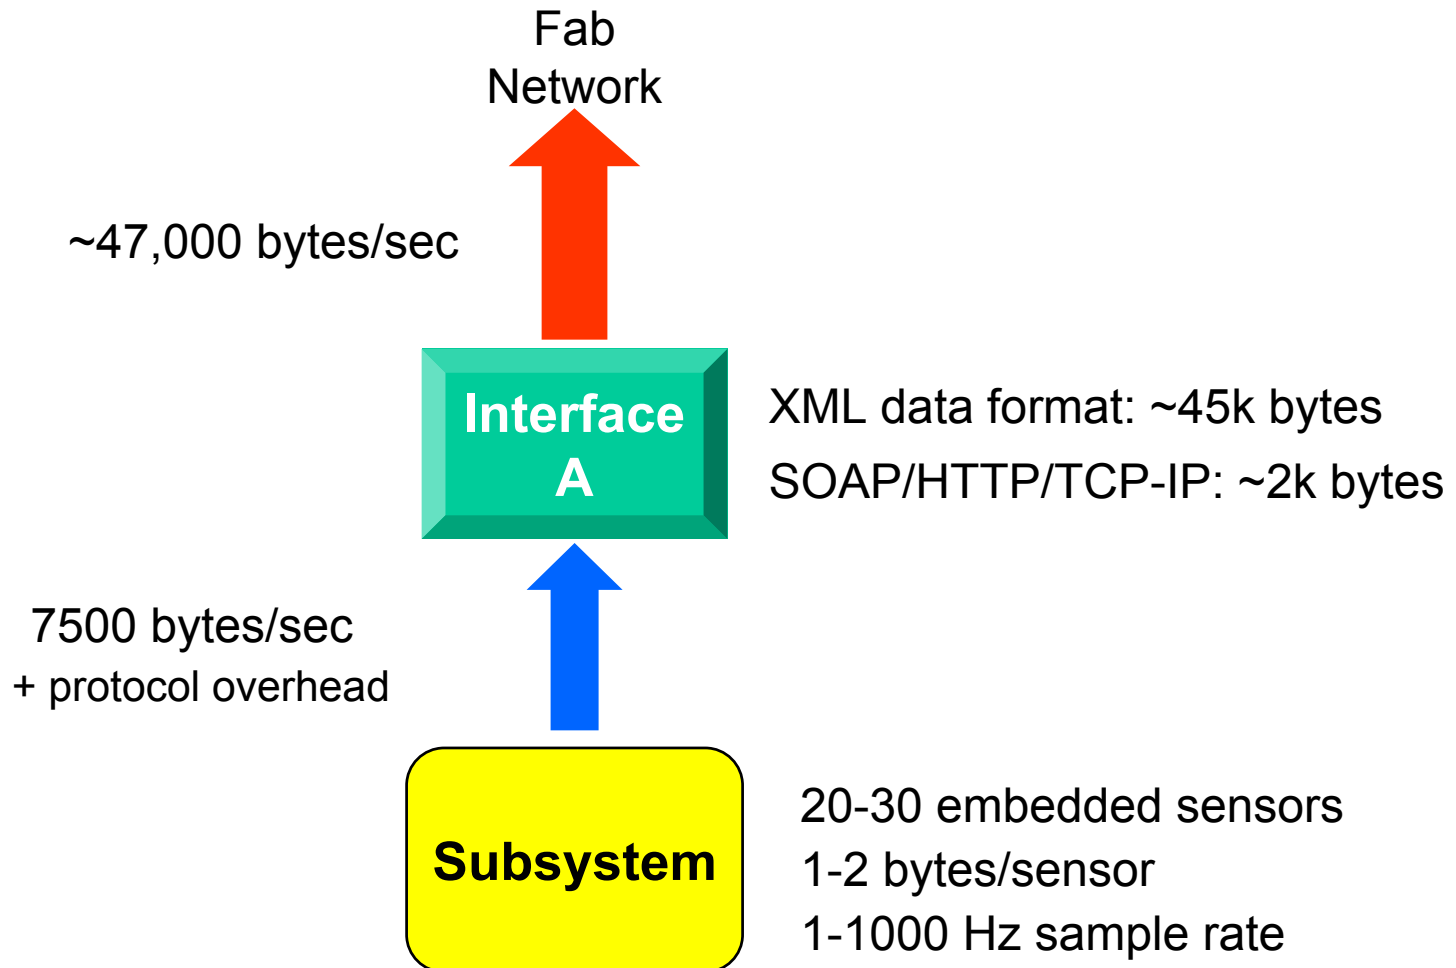 Fab
Network
~47,000 bytes/sec
Interface
A
XML data format: ~45k bytes
SOAP/HTTP/TCP-IP: ~2k bytes
7500 bytes/sec
+ protocol overhead
Subsystem
20-30 embedded sensors
1-2 bytes/sensor
1-1000 Hz sample rate